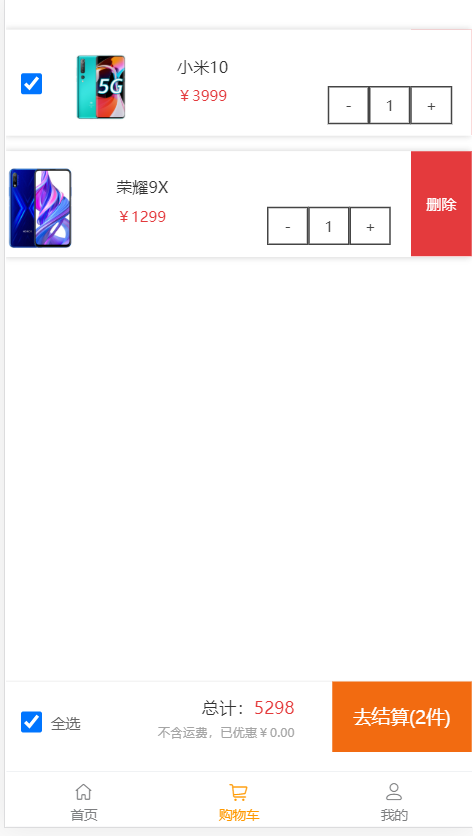 小米10
￥3999
- 1 +
5G
荣耀9X
￥1299
- 1 +
删除
全选
总计：5298
不含运费，已优惠￥0.00
去结算(2件)
首页
购物车
我的